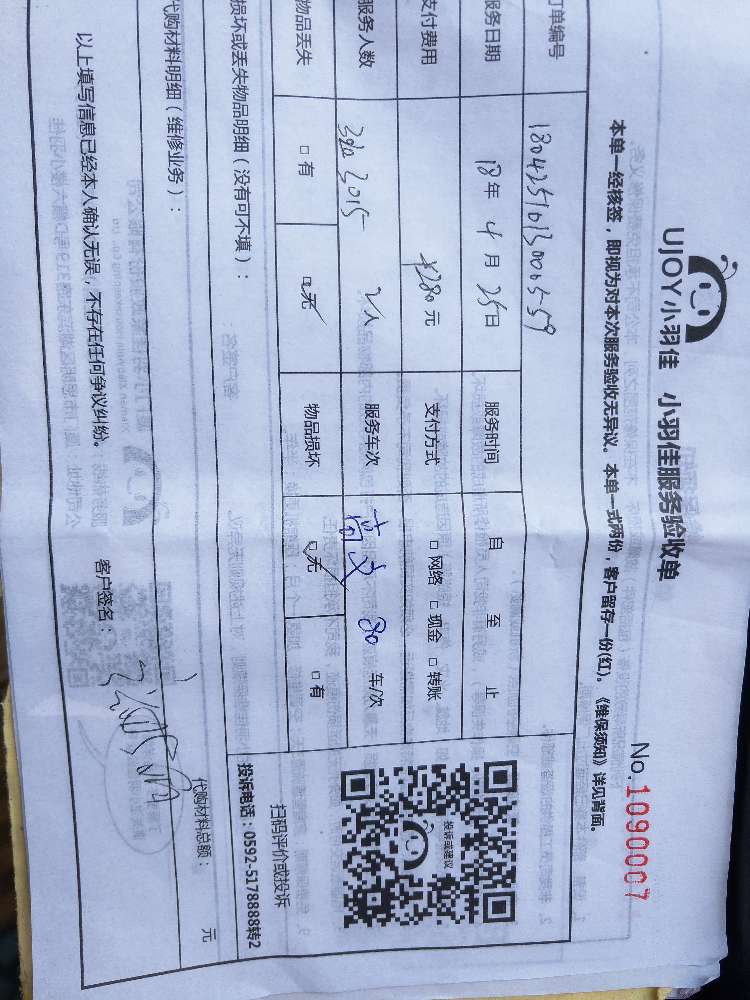 UJOY小羽佳 小羽佳服务验收单
No.1090007
本单一经核签，即视为对本次服务验收无异议。本单一式两份，客户留存一份(红)。《维保须知》详见背面。
订单编号
服务日期 18年 4月 25日 服务时间 自 至 止
支付费用 ¥280元 支付方式 □网络 □现金 □转账
服务人数 2人 服务车次 80 车/次
物品丢失 □有 □无 物品损坏 □无 □有
投诉或建议
扫码评价或投诉
投诉电话：0592-5178888转2
损坏或丢失物品明细（没有可不填）：
代购材料明细（维修业务）：
代购材料总额： 元
以上填写信息已经本人确认无误，不存在任何争议纠纷。 客户签名：